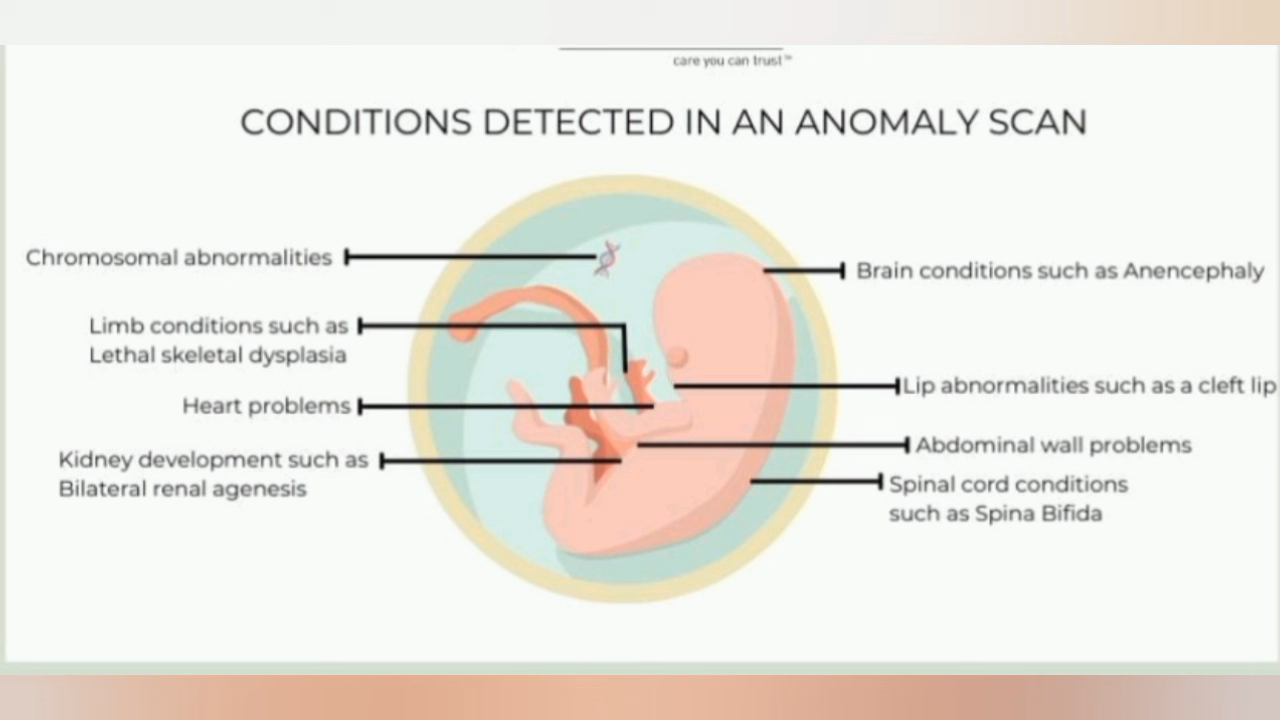 care you can trust™
CONDITIONS DETECTED IN AN ANOMALY SCAN
Chromosomal abnormalities
Limb conditions such as
Lethal skeletal dysplasia
Heart problems
Kidney development such as
Bilateral renal agenesis
Brain conditions such as Anencephaly
Lip abnormalities such as a cleft lip
Abdominal wall problems
Spinal cord conditions
such as Spina Bifida